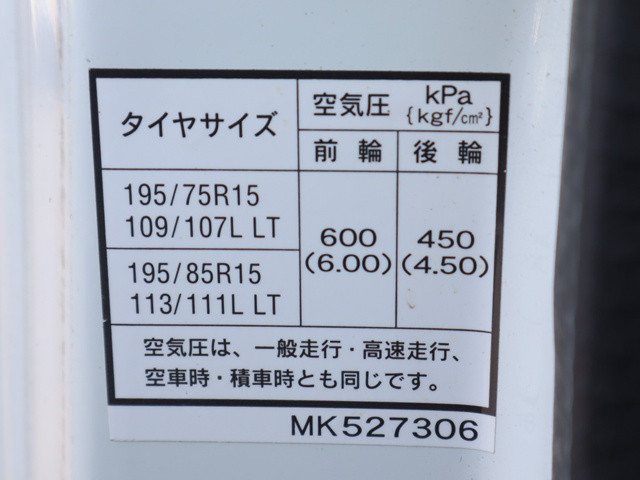 タイヤサイズ
空気圧 kPa
{kgf/cm²}
前輪 後輪
195/75R15
109/107L LT
195/85R15
113/111L LT
600
(6.00)
450
(4.50)
空気圧は、一般走行・高速走行、
空車時・積車時とも同じです。
MK527306